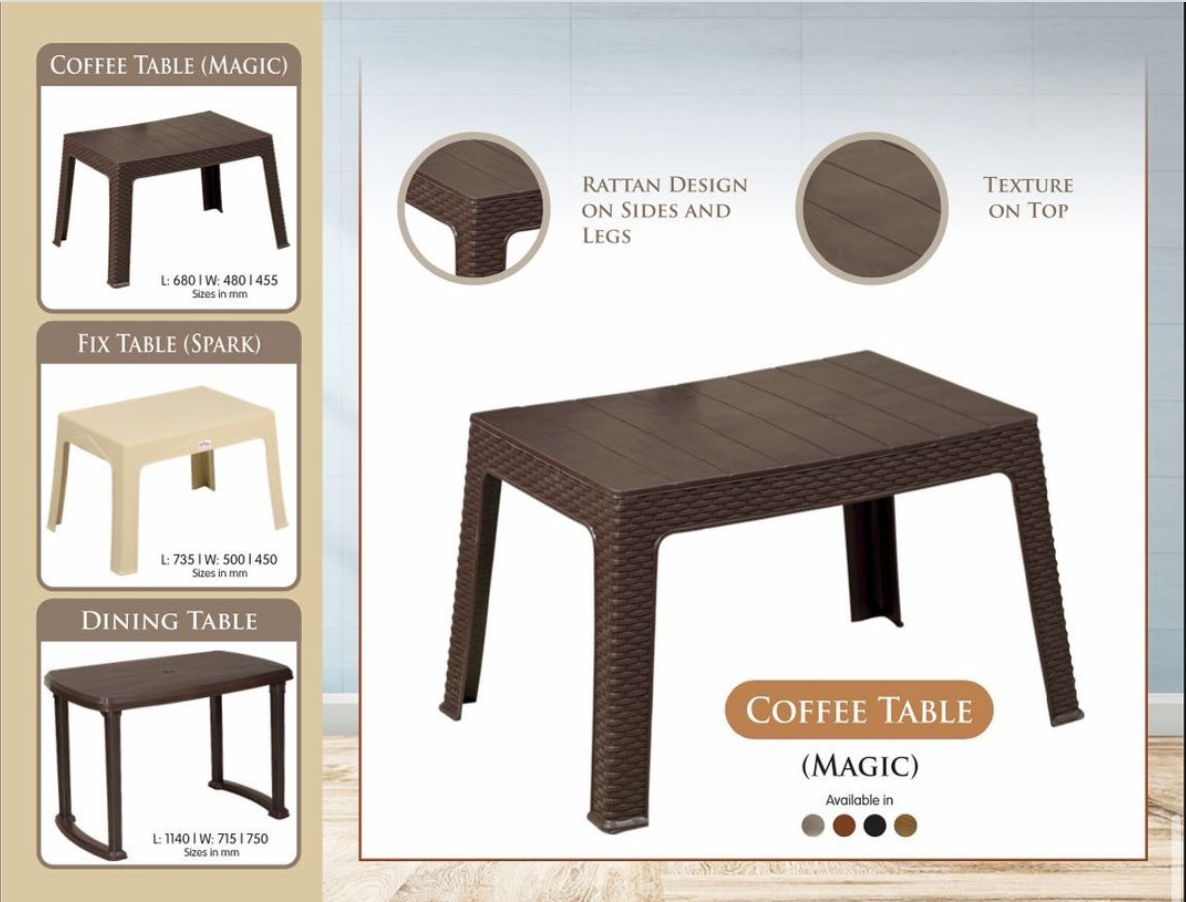 COFFEE TABLE (MAGIC)
L: 680 | W: 480 | 455
Sizes in mm
FIX TABLE (SPARK)
L: 735 | W: 500 | 450
Sizes in mm
DINING TABLE
L: 1140 | W: 715 | 750
Sizes in mm
RATTAN DESIGN
ON SIDES AND
LEGS
TEXTURE
ON TOP
COFFEE TABLE
(MAGIC)
Available in